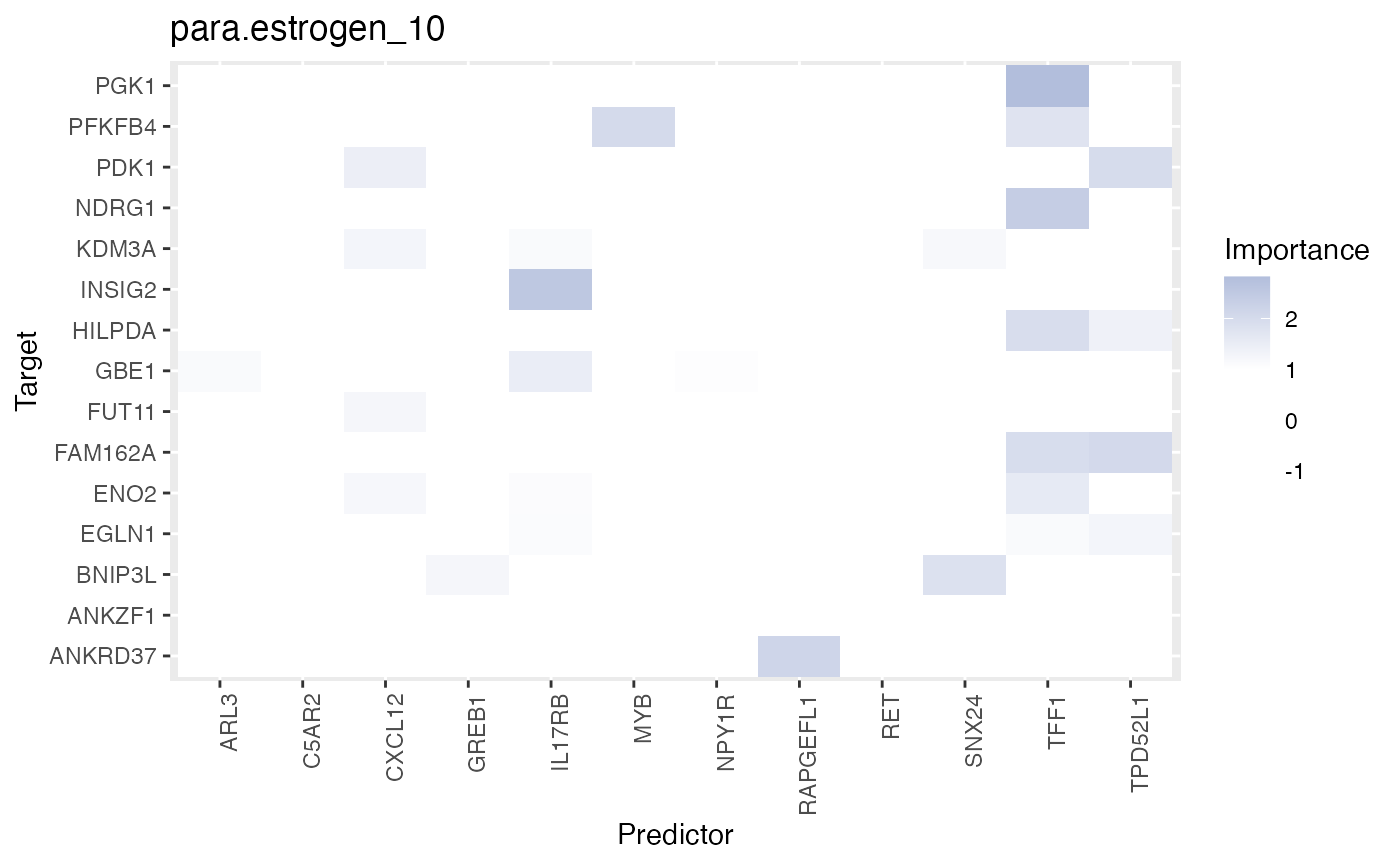 para.estrogen_10
PGK1
PFKFB4
PDK1
NDRG1
KDM3A
INSIG2
HILPDA
GBE1
FUT11
FAM162A
ENO2
EGLN1
BNIP3L
ANKZF1
ANKRD37
Target
ARL3
C5AR2
CXCL12
GREB1
IL17RB
MYB
NPY1R
RAPGEFL1
RET
SNX24
TFF1
TPD52L1
Predictor
Importance
2
1
0
-1